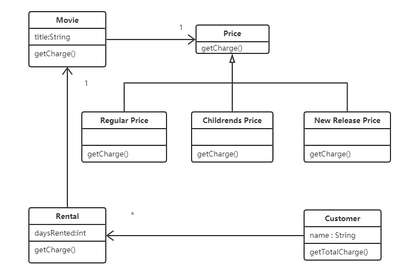 Movie
title:String
getCharge()
1
Price
getCharge()
1
Regular Price
getCharge()
Childrends Price
getCharge()
New Release Price
getCharge()
Rental
daysRented:int
getCharge()
*
Customer
name : String
getTotalCharge()